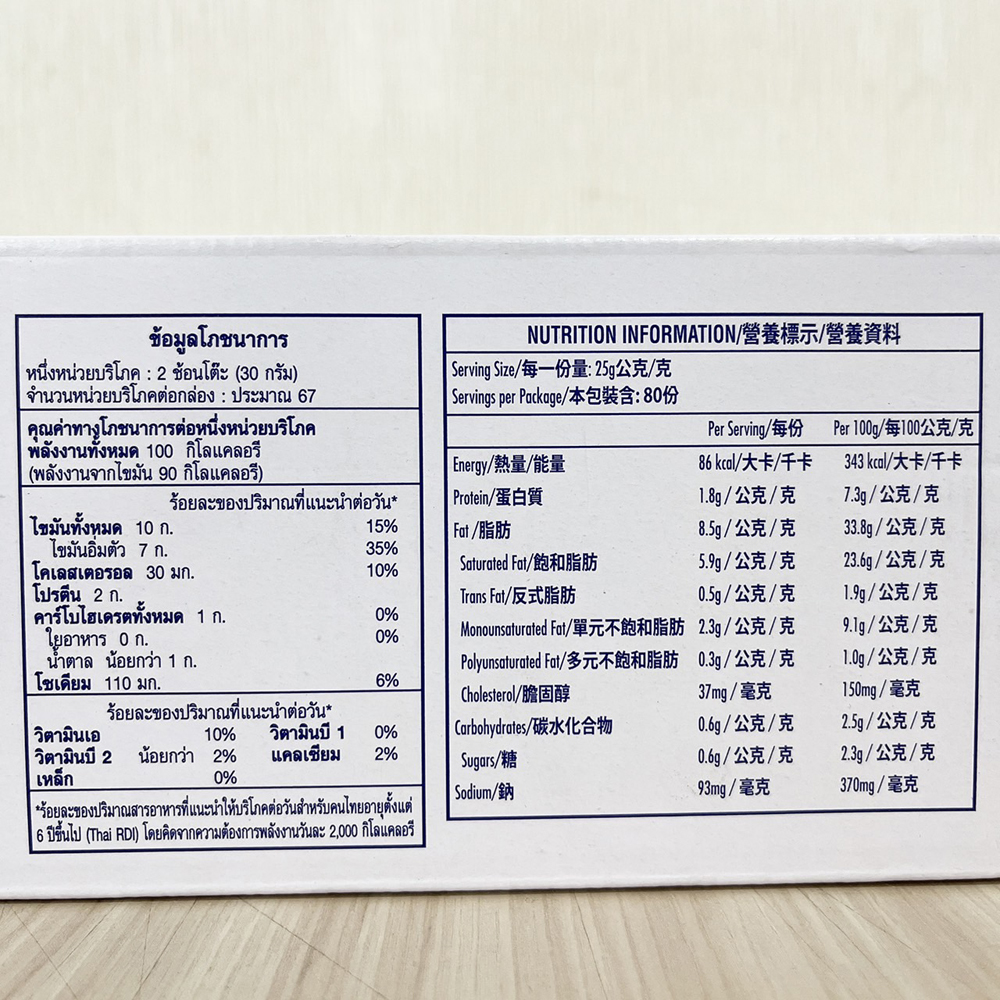 ข้อมูลโภชนาการ
หนึ่งหน่วยบริโภค : 2 ช้อนโต๊ะ (30 กรัม)
จำนวนหน่วยบริโภคต่อกล่อง : ประมาณ 67
คุณค่าทางโภชนาการต่อหนึ่งหน่วยบริโภค
พลังงานทั้งหมด 100 กิโลแคลอรี
(พลังงานจากไขมัน 90 กิโลแคลอรี)
ร้อยละของปริมาณที่แนะนำต่อวัน*
ไขมันทั้งหมด 10 ก. 15%
ไขมันอิ่มตัว 7 ก. 35%
โคเลสเตอรอล 30 มก. 10%
โปรตีน 2 ก.
คาร์โบไฮเดรตทั้งหมด 1 ก. 0%
ใยอาหาร 0 ก. 0%
น้ำตาล น้อยกว่า 1 ก.
โซเดียม 110 มก. 6%
ร้อยละของปริมาณที่แนะนำต่อวัน*
วิตามินเอ 10% วิตามินบี 1 0%
วิตามินบี 2 น้อยกว่า 2% แคลเซียม 2%
เหล็ก 0%
*ร้อยละของปริมาณสารอาหารที่แนะนำให้บริโภคต่อวันสำหรับคนไทยอายุตั้งแต่
6 ปีขึ้นไป (Thai RDI) โดยคิดจากความต้องการพลังงานวันละ 2,000 กิโลแคลอรี
NUTRITION INFORMATION/營養標示/營養資料
Serving Size/每一份量: 25g公克/克
Servings per Package/本包裝含: 80份
Per Serving/每份 Per 100g/每100公克/克
Energy/熱量/能量 86 kcal/大卡/千卡 343 kcal/大卡/千卡
Protein/蛋白質 1.8g/公克/克 7.3g/公克/克
Fat/脂肪 8.5g/公克/克 33.8g/公克/克
Saturated Fat/飽和脂肪 5.9g/公克/克 23.6g/公克/克
Trans Fat/反式脂肪 0.5g/公克/克 1.9g/公克/克
Monounsaturated Fat/單元不飽和脂肪 2.3g/公克/克 9.1g/公克/克
Polyunsaturated Fat/多元不飽和脂肪 0.3g/公克/克 1.0g/公克/克
Cholesterol/膽固醇 37mg/毫克 150mg/毫克
Carbohydrates/碳水化合物 0.6g/公克/克 2.5g/公克/克
Sugars/糖 0.6g/公克/克 2.3g/公克/克
Sodium/鈉 93mg/毫克 370mg/毫克